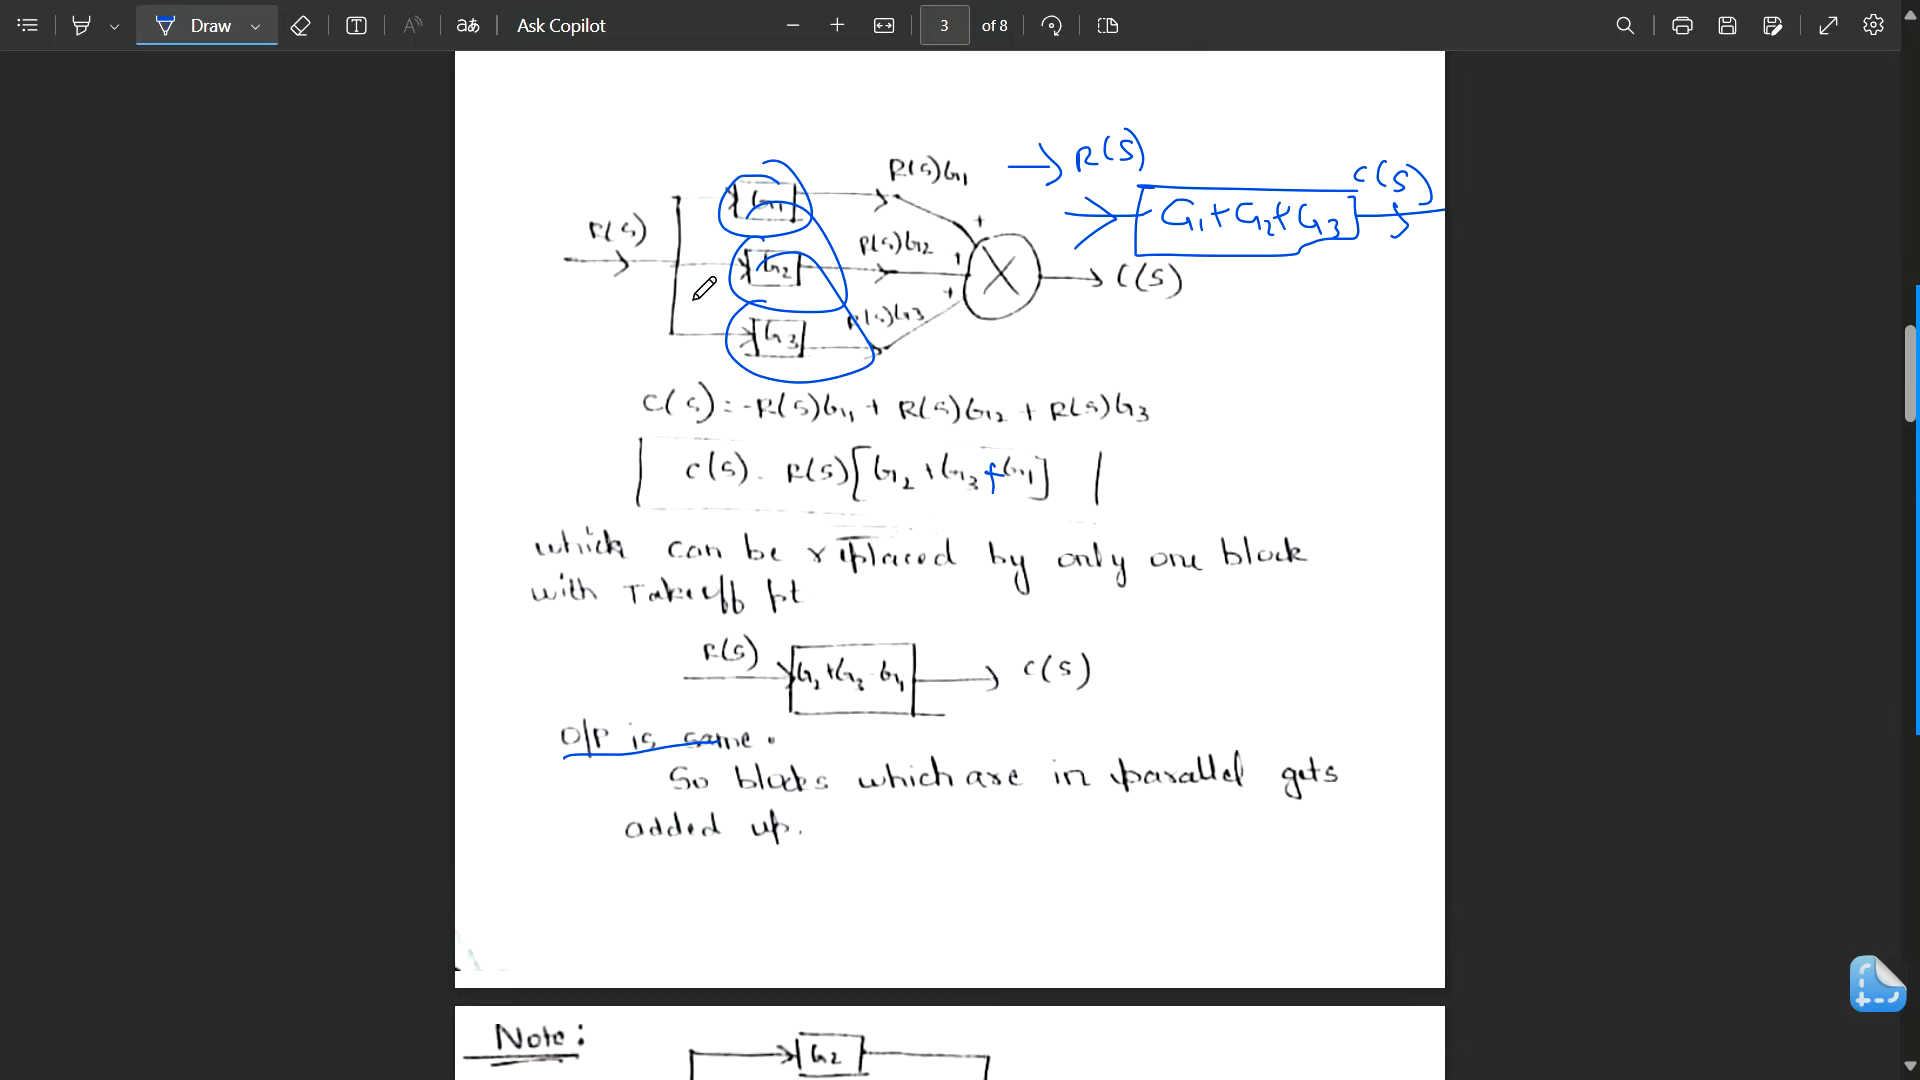 Draw
Ask Copilot
3 of 8
R(s)
G1
G2
G3
R(s)G1
R(s)G2
R(s)G3
+
+
+
C(s)
R(s)
C(s)
G1+G2+G3
C(s) = -R(s)G1 + R(s)G2 + R(s)G3
C(s) - R(s)[G2 + G3 + G1]
which can be replaced by only one block
with Takeoff pt
R(s)
G2+G3-G1
C(s)
O/P is same.
So blocks which are in parallel gets
added up.
Note:
G2